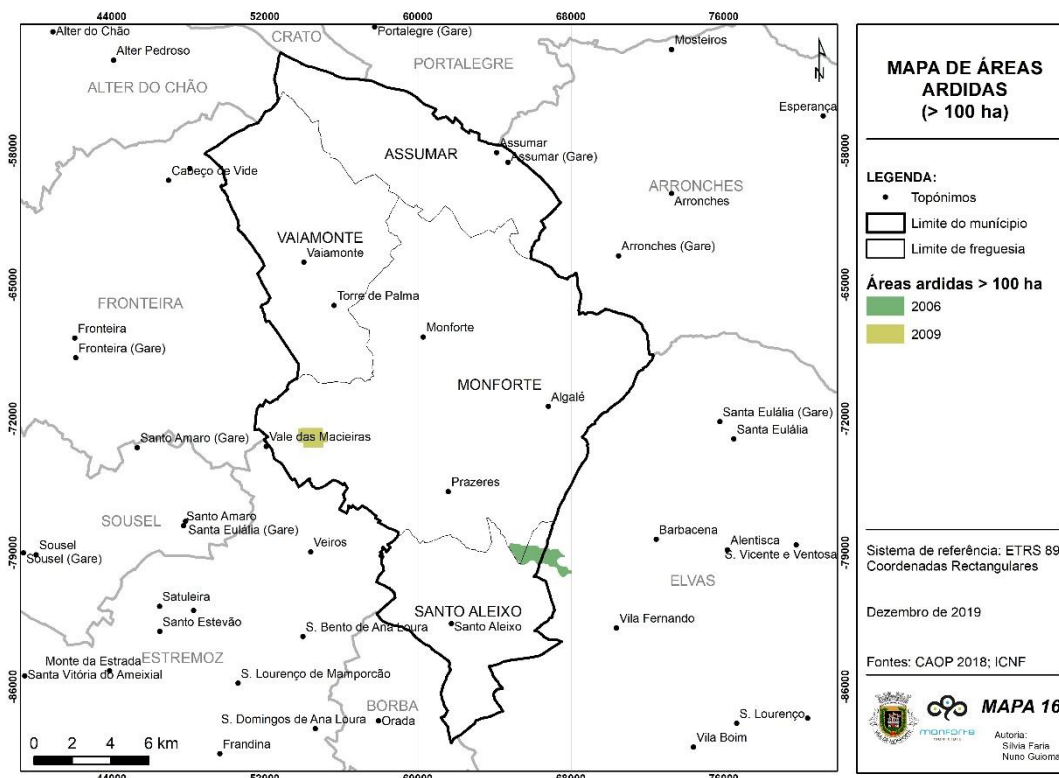 44000 52000 60000 68000 76000
Alter do Chão
CRATO
Portalegre (Gare)
Mosteiros
Alter Pedroso
PORTALEGRE
ALTER DO CHÃO
Esperança
N
-58000
-58000
ASSUMAR
Assumar
Assumar (Gare)
Cabeço de Vide
ARRONCHES
Arronches
VAIAMONTE
Vaiamonte
Arronches (Gare)
-65000
-65000
FRONTEIRA
Torre de Palma
Fronteira
Monforte
Fronteira (Gare)
MONFORTE
Algalé
-72000
-72000
Santa Eulália (Gare)
Santa Eulália
Santo Amaro (Gare)
Vale das Macieiras
Prazeres
SOUSEL
Santo Amaro
Santa Eulália (Gare)
Barbacena
Sousel
Sousel (Gare)
Veiros
Alentisca
S. Vicente e Ventosa
-79000
-79000
ELVAS
Satuleira
SANTO ALEIXO
Santo Aleixo
Santo Estevão
S. Bento de Ana Loura
Vila Fernando
Monte da Estrada
ESTREMOZ
Santa Vitória do Ameixial
S. Lourenço de Mamporcão
-86000
-86000
BORBA
Orada
S. Domingos de Ana Loura
S. Lourenço
Frandina
Vila Boim
0 2 4 6 km
44000 52000 60000 68000 76000
MAPA DE ÁREAS
ARDIDAS
(> 100 ha)
LEGENDA:
Topónimos
Limite do munícipio
Limite de freguesia
Áreas ardidas > 100 ha
2006
2009
Sistema de referência: ETRS 89
Coordenadas Rectangulares
Dezembro de 2019
Fontes: CAOP 2018; ICNF
monforte
MAPA 16
Autoria:
Sílvia Faria
Nuno Guiomar